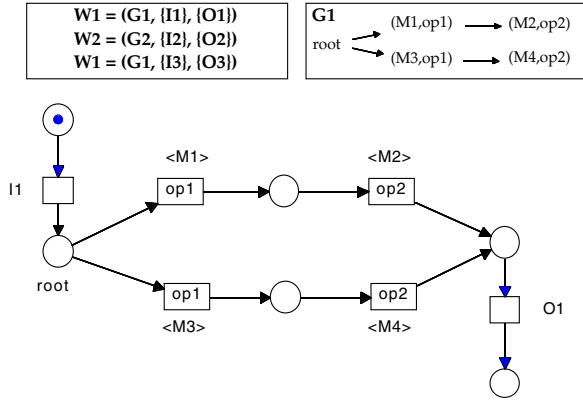 W1 = (G1, {I1}, {O1})
W2 = (G2, {I2}, {O2})
W1 = (G1, {I3}, {O3})
G1
root
(M1,op1)
(M2,op2)
(M3,op1)
(M4,op2)
<M1>
<M2>
I1
op1
op2
root
op1
op2
O1
<M3>
<M4>